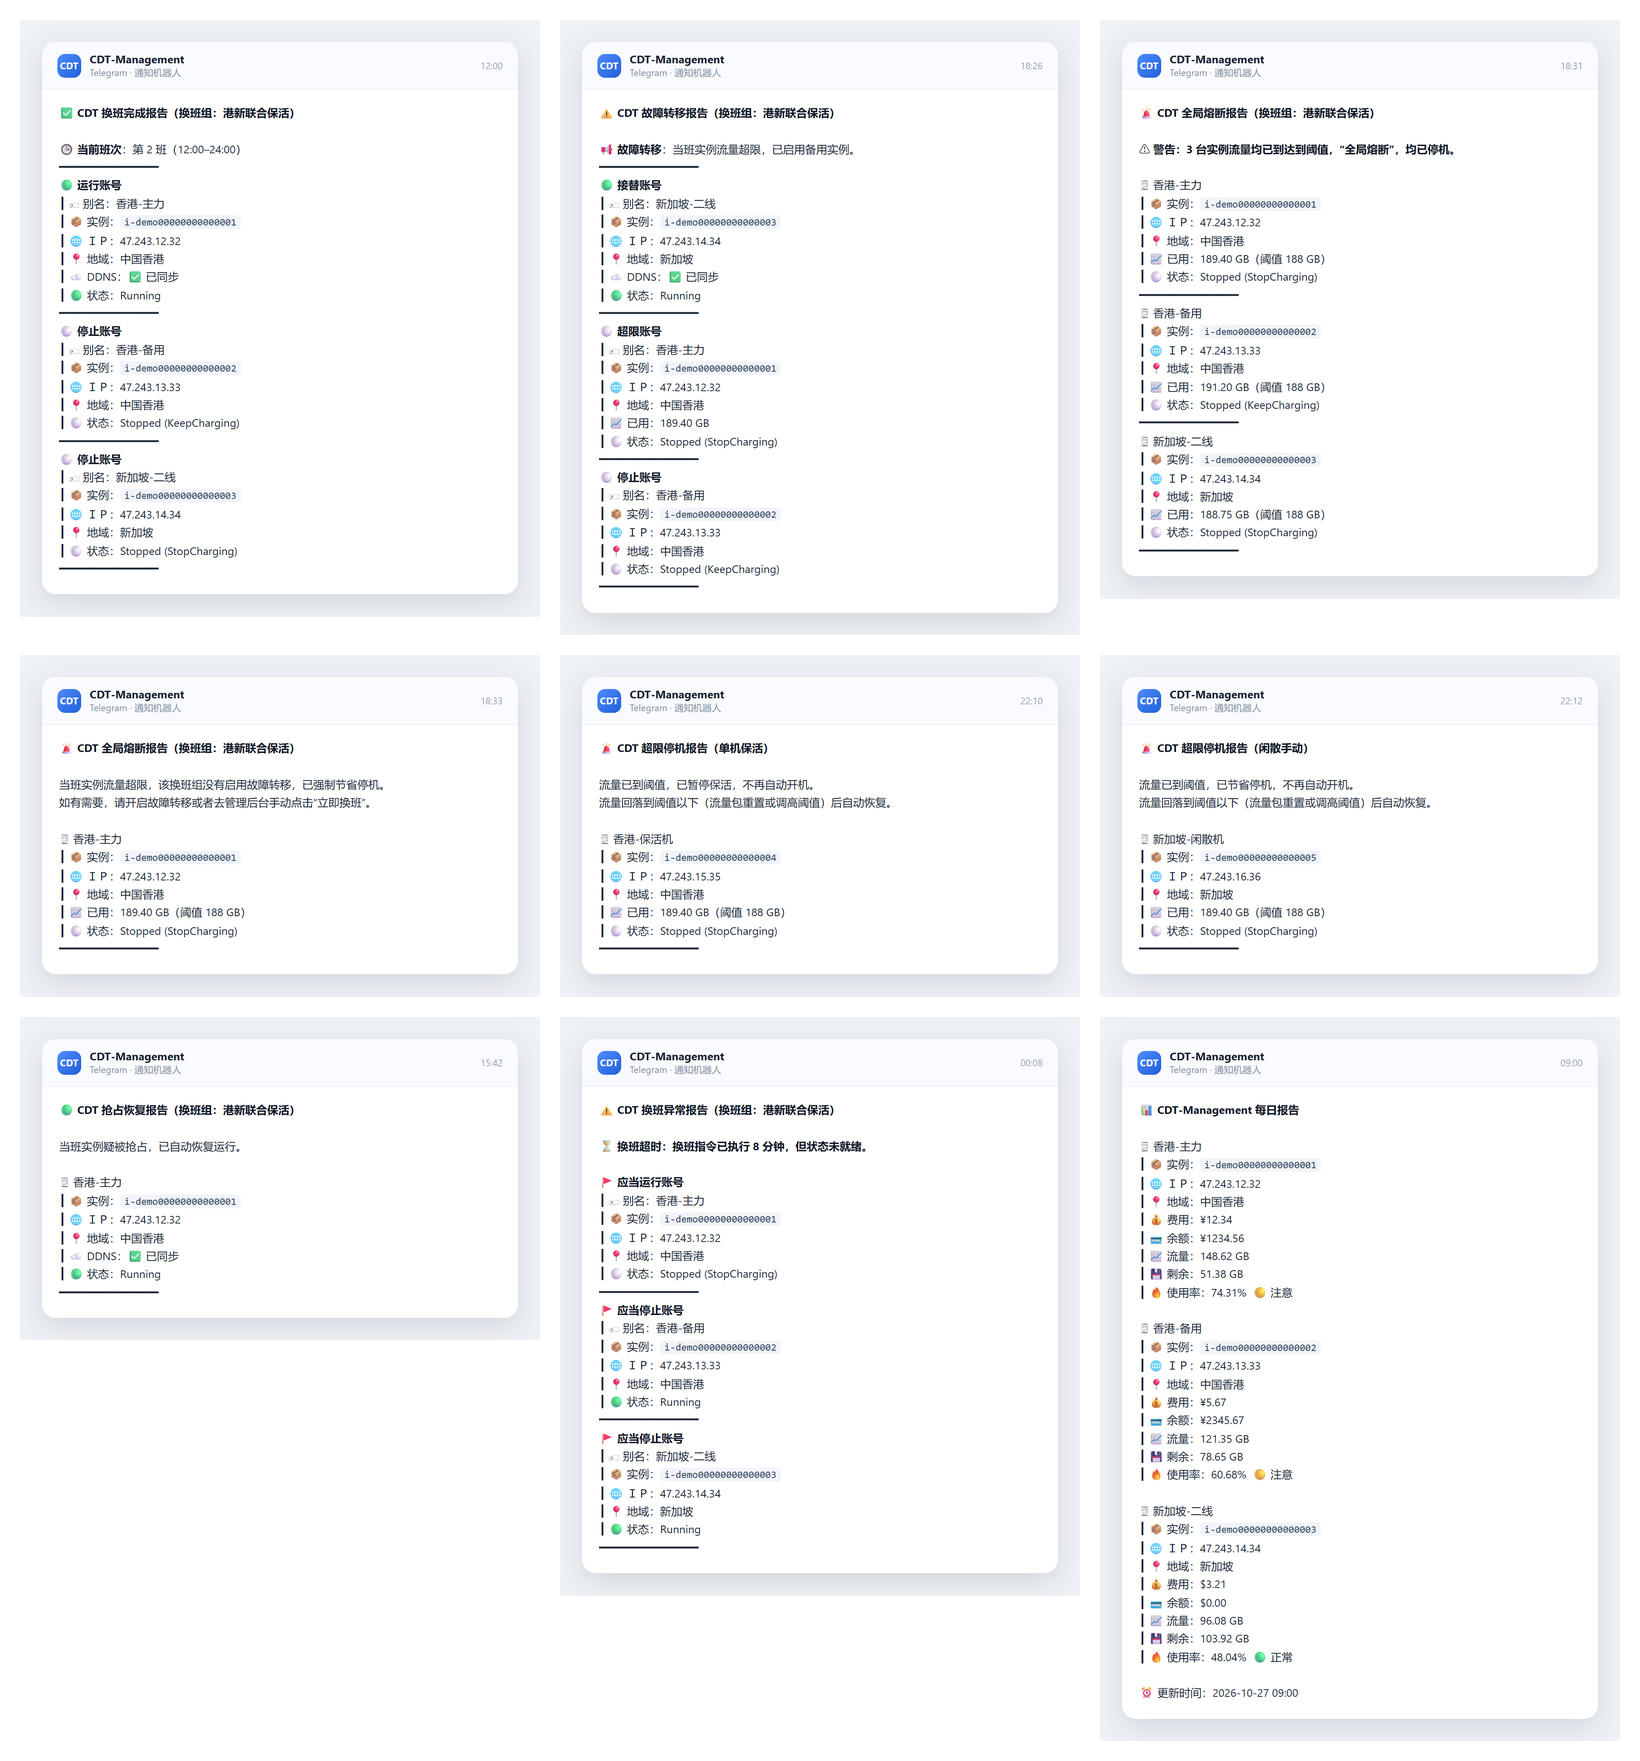 CDT
CDT-Management
Telegram · 通知机器人
12:00
✅ CDT 换班完成报告（换班组：港新联合保活）
🕒 当前班次：第 2 班（12:00–24:00）
🟢 运行账号
别名：香港-主力
📦 实例：i-demo00000000000001
🌐 ＩＰ：47.243.12.32
📍 地域：中国香港
☁️ DDNS：✅ 已同步
🟢 状态：Running
停止账号
别名：香港-备用
📦 实例：i-demo00000000000002
🌐 ＩＰ：47.243.13.33
📍 地域：中国香港
状态：Stopped (KeepCharging)
停止账号
别名：新加坡-二线
📦 实例：i-demo00000000000003
🌐 ＩＰ：47.243.14.34
📍 地域：新加坡
状态：Stopped (StopCharging)
CDT
CDT-Management
Telegram · 通知机器人
18:26
⚠️ CDT 故障转移报告（换班组：港新联合保活）
📢 故障转移：当班实例流量超限，已启用备用实例。
🟢 接替账号
别名：新加坡-二线
📦 实例：i-demo00000000000003
🌐 ＩＰ：47.243.14.34
📍 地域：新加坡
☁️ DDNS：✅ 已同步
🟢 状态：Running
超限账号
别名：香港-主力
📦 实例：i-demo00000000000001
🌐 ＩＰ：47.243.12.32
📍 地域：中国香港
📈 已用：189.40 GB
状态：Stopped (StopCharging)
停止账号
别名：香港-备用
📦 实例：i-demo00000000000002
🌐 ＩＰ：47.243.13.33
📍 地域：中国香港
状态：Stopped (KeepCharging)
CDT
CDT-Management
Telegram · 通知机器人
18:31
🚨 CDT 全局熔断报告（换班组：港新联合保活）
⚠ 警告：3 台实例流量均已到达阈值，“全局熔断”，均已停机。
香港-主力
📦 实例：i-demo00000000000001
🌐 ＩＰ：47.243.12.32
📍 地域：中国香港
📈 已用：189.40 GB（阈值 188 GB）
状态：Stopped (StopCharging)
香港-备用
📦 实例：i-demo00000000000002
🌐 ＩＰ：47.243.13.33
📍 地域：中国香港
📈 已用：191.20 GB（阈值 188 GB）
状态：Stopped (KeepCharging)
新加坡-二线
📦 实例：i-demo00000000000003
🌐 ＩＰ：47.243.14.34
📍 地域：新加坡
📈 已用：188.75 GB（阈值 188 GB）
状态：Stopped (StopCharging)
CDT
CDT-Management
Telegram · 通知机器人
18:33
🚨 CDT 全局熔断报告（换班组：港新联合保活）
当班实例流量超限，该换班组没有启用故障转移，已强制节省停机。
如有需要，请开启故障转移或者去管理后台手动点击“立即换班”。
香港-主力
📦 实例：i-demo00000000000001
🌐 ＩＰ：47.243.12.32
📍 地域：中国香港
📈 已用：189.40 GB（阈值 188 GB）
状态：Stopped (StopCharging)
CDT
CDT-Management
Telegram · 通知机器人
22:10
🚨 CDT 超限停机报告（单机保活）
流量已到阈值，已暂停保活，不再自动开机。
流量回落到阈值以下（流量包重置或调高阈值）后自动恢复。
香港-保活机
📦 实例：i-demo00000000000004
🌐 ＩＰ：47.243.15.35
📍 地域：中国香港
📈 已用：189.40 GB（阈值 188 GB）
状态：Stopped (StopCharging)
CDT
CDT-Management
Telegram · 通知机器人
22:12
🚨 CDT 超限停机报告（闲散手动）
流量已到阈值，已节省停机，不再自动开机。
流量回落到阈值以下（流量包重置或调高阈值）后自动恢复。
新加坡-闲散机
📦 实例：i-demo00000000000005
🌐 ＩＰ：47.243.16.36
📍 地域：新加坡
📈 已用：189.40 GB（阈值 188 GB）
状态：Stopped (StopCharging)
CDT
CDT-Management
Telegram · 通知机器人
15:42
🟢 CDT 抢占恢复报告（换班组：港新联合保活）
当班实例疑被抢占，已自动恢复运行。
香港-主力
📦 实例：i-demo00000000000001
🌐 ＩＰ：47.243.12.32
📍 地域：中国香港
☁️ DDNS：✅ 已同步
🟢 状态：Running
CDT
CDT-Management
Telegram · 通知机器人
00:08
⚠️ CDT 换班异常报告（换班组：港新联合保活）
⏳ 换班超时：换班指令已执行 8 分钟，但状态未就绪。
🚩 应当运行账号
别名：香港-主力
📦 实例：i-demo00000000000001
🌐 ＩＰ：47.243.12.32
📍 地域：中国香港
状态：Stopped (StopCharging)
🚩 应当停止账号
别名：香港-备用
📦 实例：i-demo00000000000002
🌐 ＩＰ：47.243.13.33
📍 地域：中国香港
🟢 状态：Running
🚩 应当停止账号
别名：新加坡-二线
📦 实例：i-demo00000000000003
🌐 ＩＰ：47.243.14.34
📍 地域：新加坡
🟢 状态：Running
CDT
CDT-Management
Telegram · 通知机器人
09:00
📊 CDT-Management 每日报告
香港-主力
📦 实例：i-demo00000000000001
🌐 ＩＰ：47.243.12.32
📍 地域：中国香港
💰 费用：¥12.34
💳 余额：¥1234.56
📈 流量：148.62 GB
💾 剩余：51.38 GB
🔥 使用率：74.31% 🟡 注意
香港-备用
📦 实例：i-demo00000000000002
🌐 ＩＰ：47.243.13.33
📍 地域：中国香港
💰 费用：¥5.67
💳 余额：¥2345.67
📈 流量：121.35 GB
💾 剩余：78.65 GB
🔥 使用率：60.68% 🟡 注意
新加坡-二线
📦 实例：i-demo00000000000003
🌐 ＩＰ：47.243.14.34
📍 地域：新加坡
💰 费用：$3.21
💳 余额：$0.00
📈 流量：96.08 GB
💾 剩余：103.92 GB
🔥 使用率：48.04% 🟢 正常
⏰ 更新时间：2026-10-27 09:00